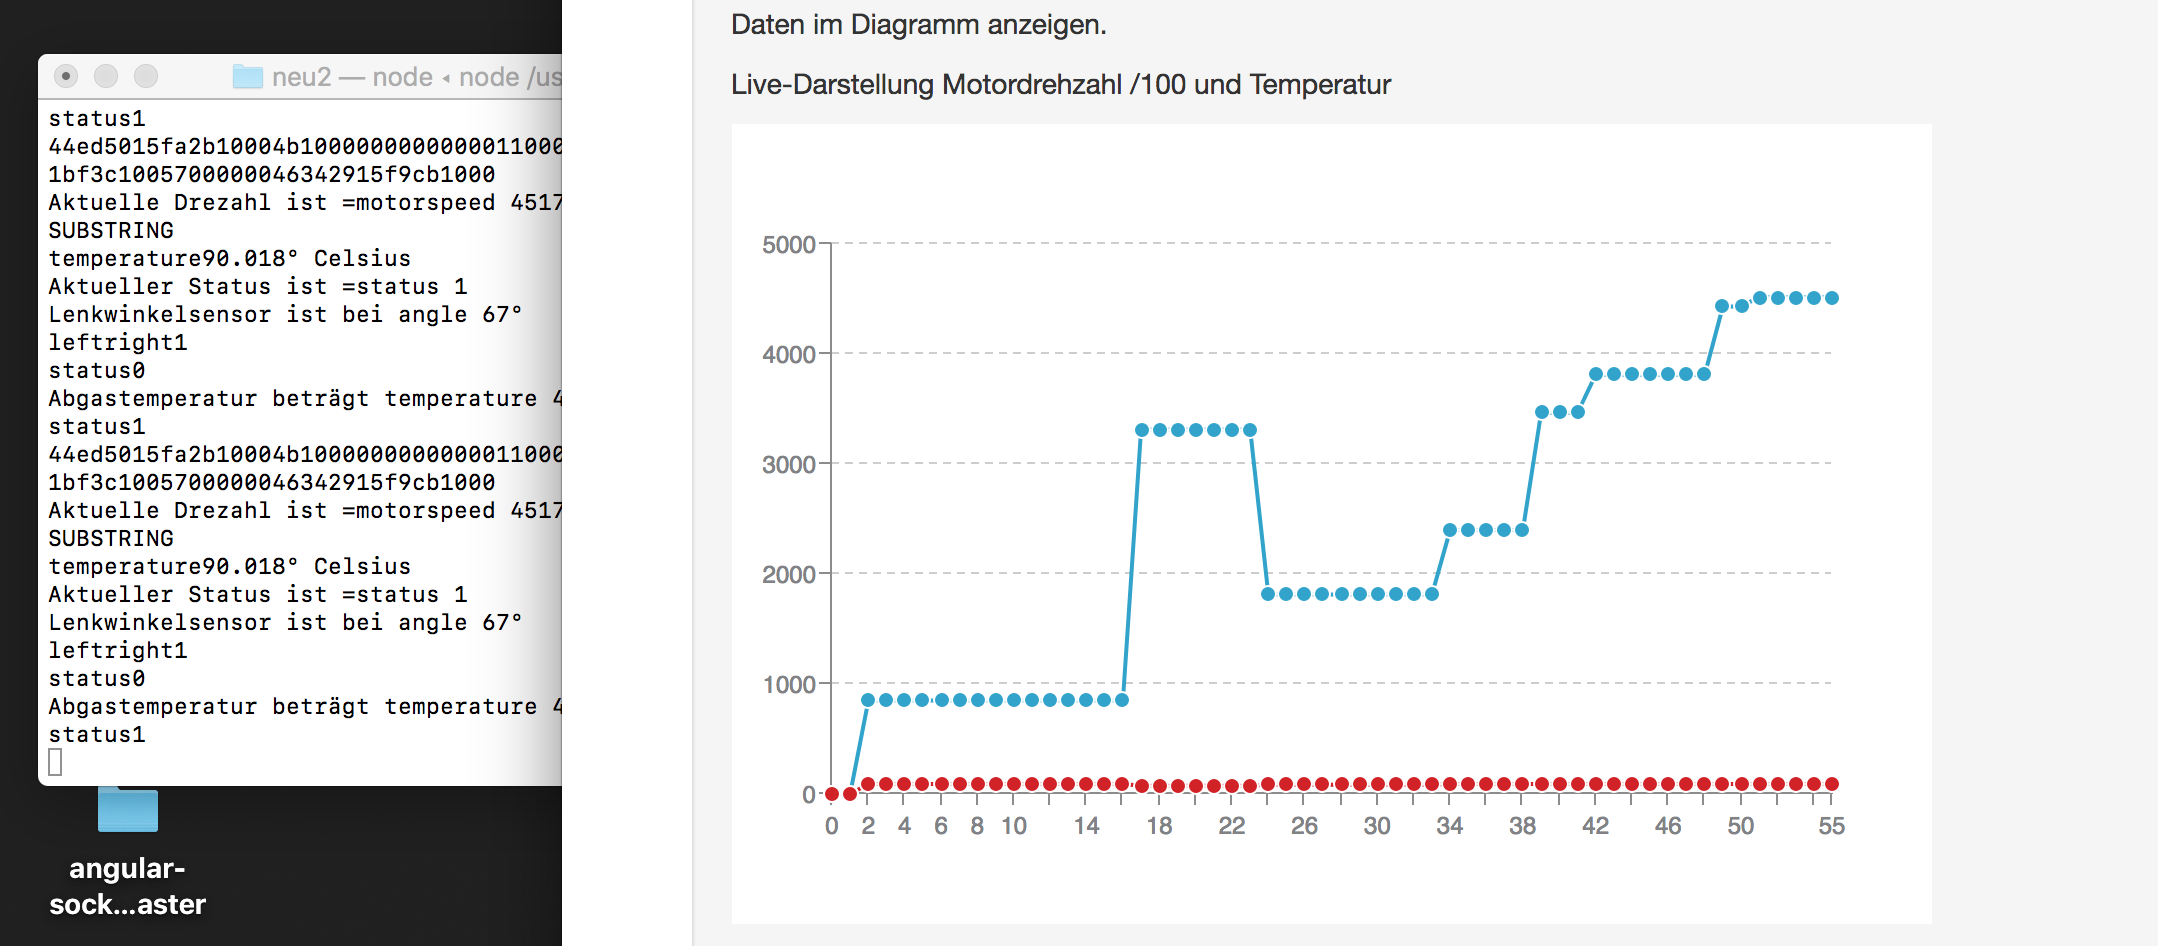 neu2 — node ◂ node /us
status1
44ed5015fa2b10004b1000000000000011000
1bf3c1005700000046342915f9cb1000
Aktuelle Drezahl ist =motorspeed 4517
SUBSTRING
temperature90.018° Celsius
Aktueller Status ist =status 1
Lenkwinkelsensor ist bei angle 67°
leftright1
status0
Abgastemperatur beträgt temperature 4
status1
44ed5015fa2b10004b1000000000000011000
1bf3c1005700000046342915f9cb1000
Aktuelle Drezahl ist =motorspeed 4517
SUBSTRING
temperature90.018° Celsius
Aktueller Status ist =status 1
Lenkwinkelsensor ist bei angle 67°
leftright1
status0
Abgastemperatur beträgt temperature 4
status1
angular-
sock...aster
Daten im Diagramm anzeigen.
Live-Darstellung Motordrehzahl /100 und Temperatur
5000
4000
3000
2000
1000
0
0 2 4 6 8 10 14 18 22 26 30 34 38 42 46 50 55